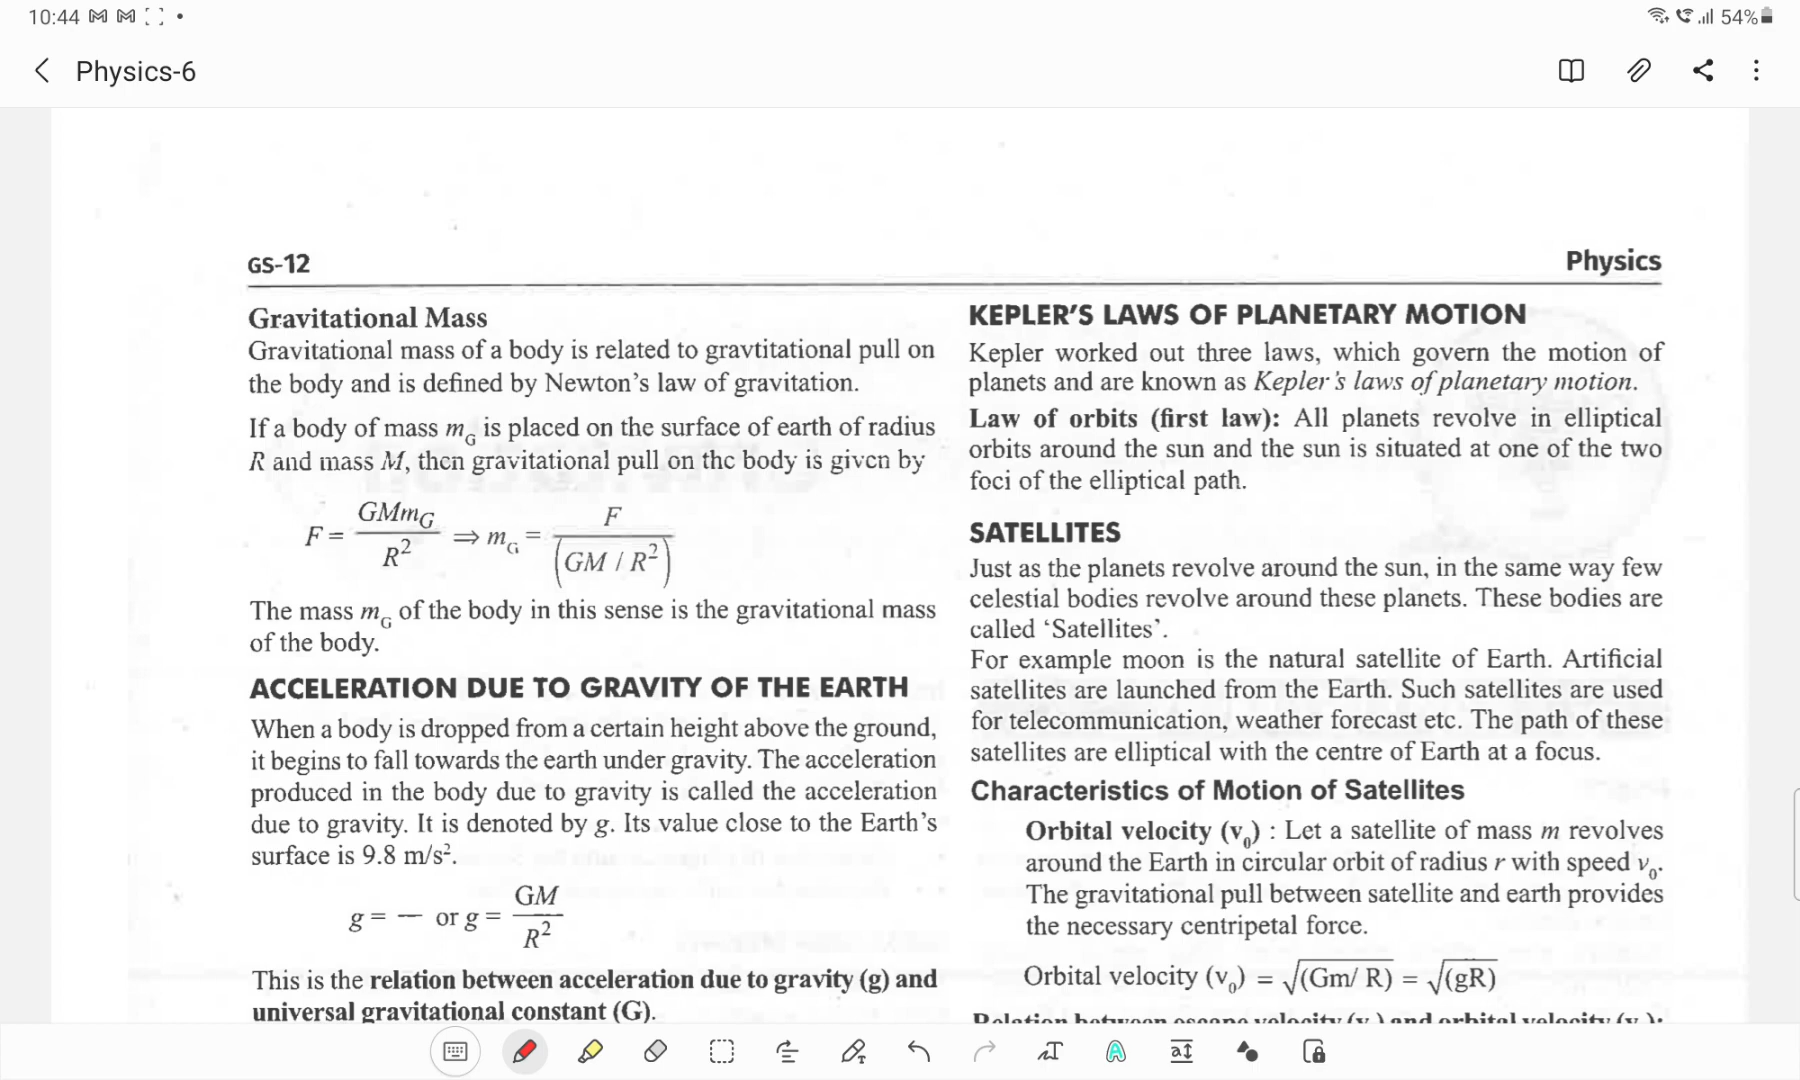 10:44
54%
Physics-6
GS-12
Physics
Gravitational Mass
Gravitational mass of a body is related to gravtitational pull on
the body and is defined by Newton's law of gravitation.
If a body of mass m_G is placed on the surface of earth of radius
R and mass M, then gravitational pull on the body is given by
F = GMm_G / R² ⇒ m_G = F / (GM / R²)
The mass m_G of the body in this sense is the gravitational mass
of the body.
ACCELERATION DUE TO GRAVITY OF THE EARTH
When a body is dropped from a certain height above the ground,
it begins to fall towards the earth under gravity. The acceleration
produced in the body due to gravity is called the acceleration
due to gravity. It is denoted by g. Its value close to the Earth's
surface is 9.8 m/s².
g = — or g = GM / R²
This is the relation between acceleration due to gravity (g) and
universal gravitational constant (G).
KEPLER'S LAWS OF PLANETARY MOTION
Kepler worked out three laws, which govern the motion of
planets and are known as Kepler's laws of planetary motion.
Law of orbits (first law): All planets revolve in elliptical
orbits around the sun and the sun is situated at one of the two
foci of the elliptical path.
SATELLITES
Just as the planets revolve around the sun, in the same way few
celestial bodies revolve around these planets. These bodies are
called 'Satellites'.
For example moon is the natural satellite of Earth. Artificial
satellites are launched from the Earth. Such satellites are used
for telecommunication, weather forecast etc. The path of these
satellites are elliptical with the centre of Earth at a focus.
Characteristics of Motion of Satellites
Orbital velocity (v₀) : Let a satellite of mass m revolves
around the Earth in circular orbit of radius r with speed v₀.
The gravitational pull between satellite and earth provides
the necessary centripetal force.
Orbital velocity (v₀) = √(Gm/ R) = √(gR)
Relation between escape velocity (v ) and orbital velocity (v ):